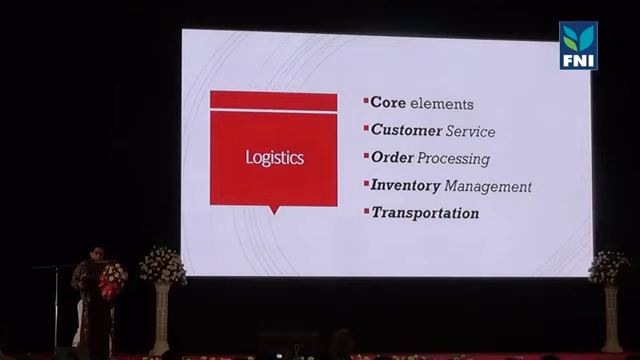 FNI
Logistics
Core elements
Customer Service
Order Processing
Inventory Management
Transportation